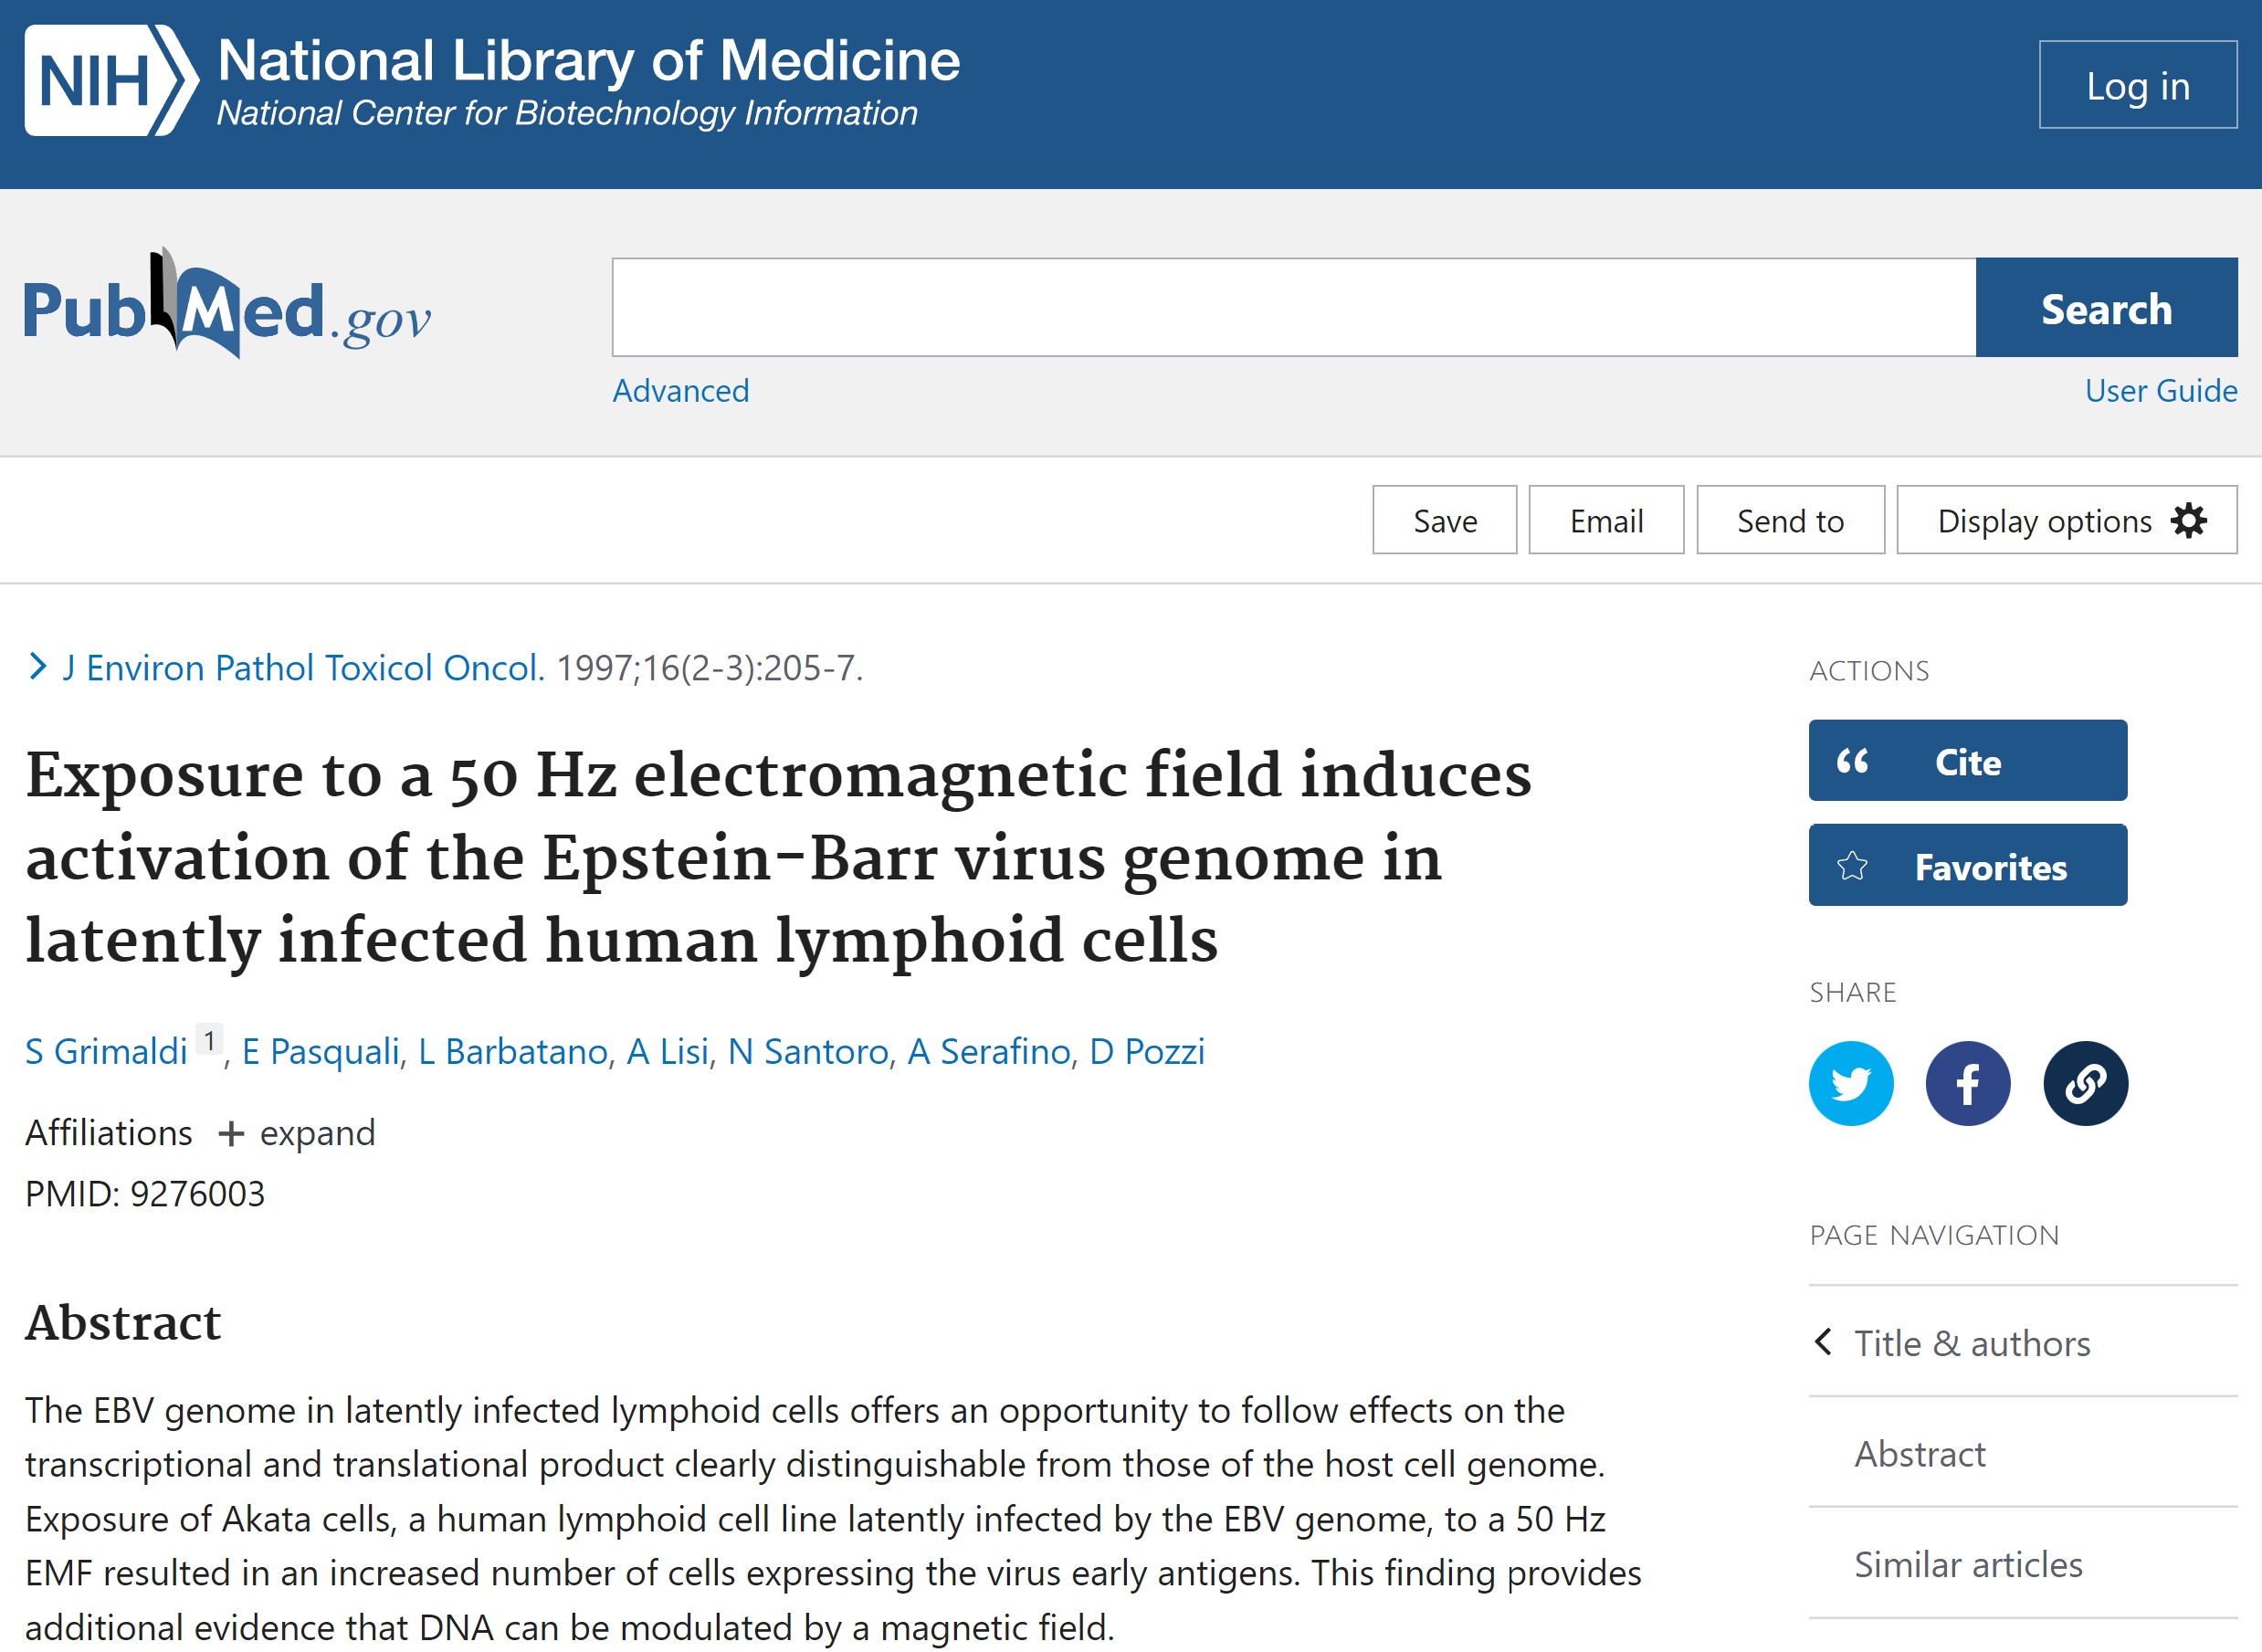 NIH National Library of Medicine
National Center for Biotechnology Information
Log in
PubMed.gov
Search
Advanced
User Guide
Save
Email
Send to
Display options
J Environ Pathol Toxicol Oncol. 1997;16(2-3):205-7.
Exposure to a 50 Hz electromagnetic field induces
activation of the Epstein-Barr virus genome in
latently infected human lymphoid cells
S Grimaldi 1, E Pasquali, L Barbatano, A Lisi, N Santoro, A Serafino, D Pozzi
Affiliations + expand
PMID: 9276003
Abstract
The EBV genome in latently infected lymphoid cells offers an opportunity to follow effects on the
transcriptional and translational product clearly distinguishable from those of the host cell genome.
Exposure of Akata cells, a human lymphoid cell line latently infected by the EBV genome, to a 50 Hz
EMF resulted in an increased number of cells expressing the virus early antigens. This finding provides
additional evidence that DNA can be modulated by a magnetic field.
ACTIONS
Cite
Favorites
SHARE
PAGE NAVIGATION
Title & authors
Abstract
Similar articles